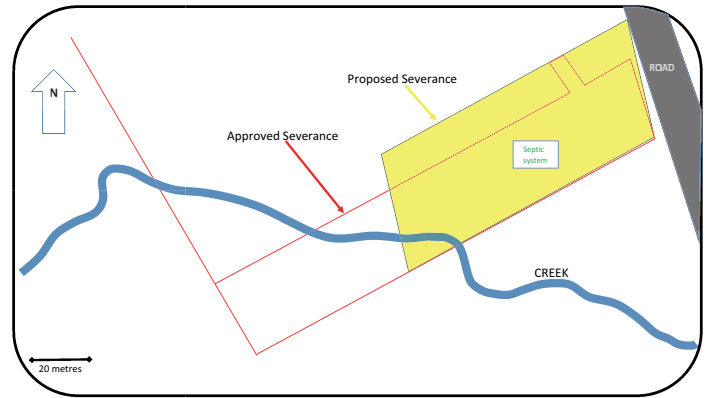 ROAD
Proposed Severance
N
Approved Severance
Septic
system
CREEK
20 metres